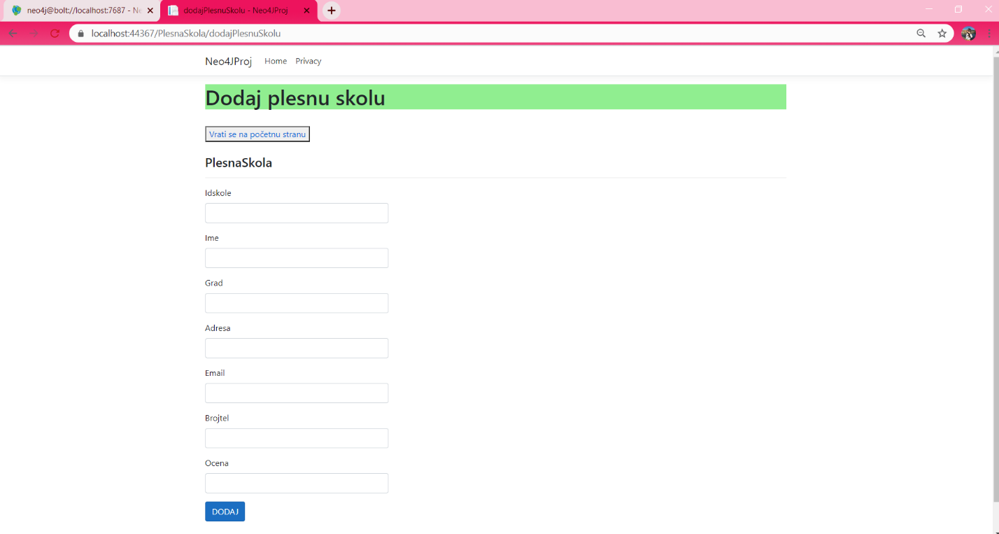 neo4j@bolt://localhost:7687 - Ne
dodajPlesnuSkolu - Neo4JProj
localhost:44367/PlesnaSkola/dodajPlesnuSkolu
Neo4JProj Home Privacy
Dodaj plesnu skolu
Vrati se na početnu stranu
PlesnaSkola
Idskole
Ime
Grad
Adresa
Email
Brojtel
Ocena
DODAJ